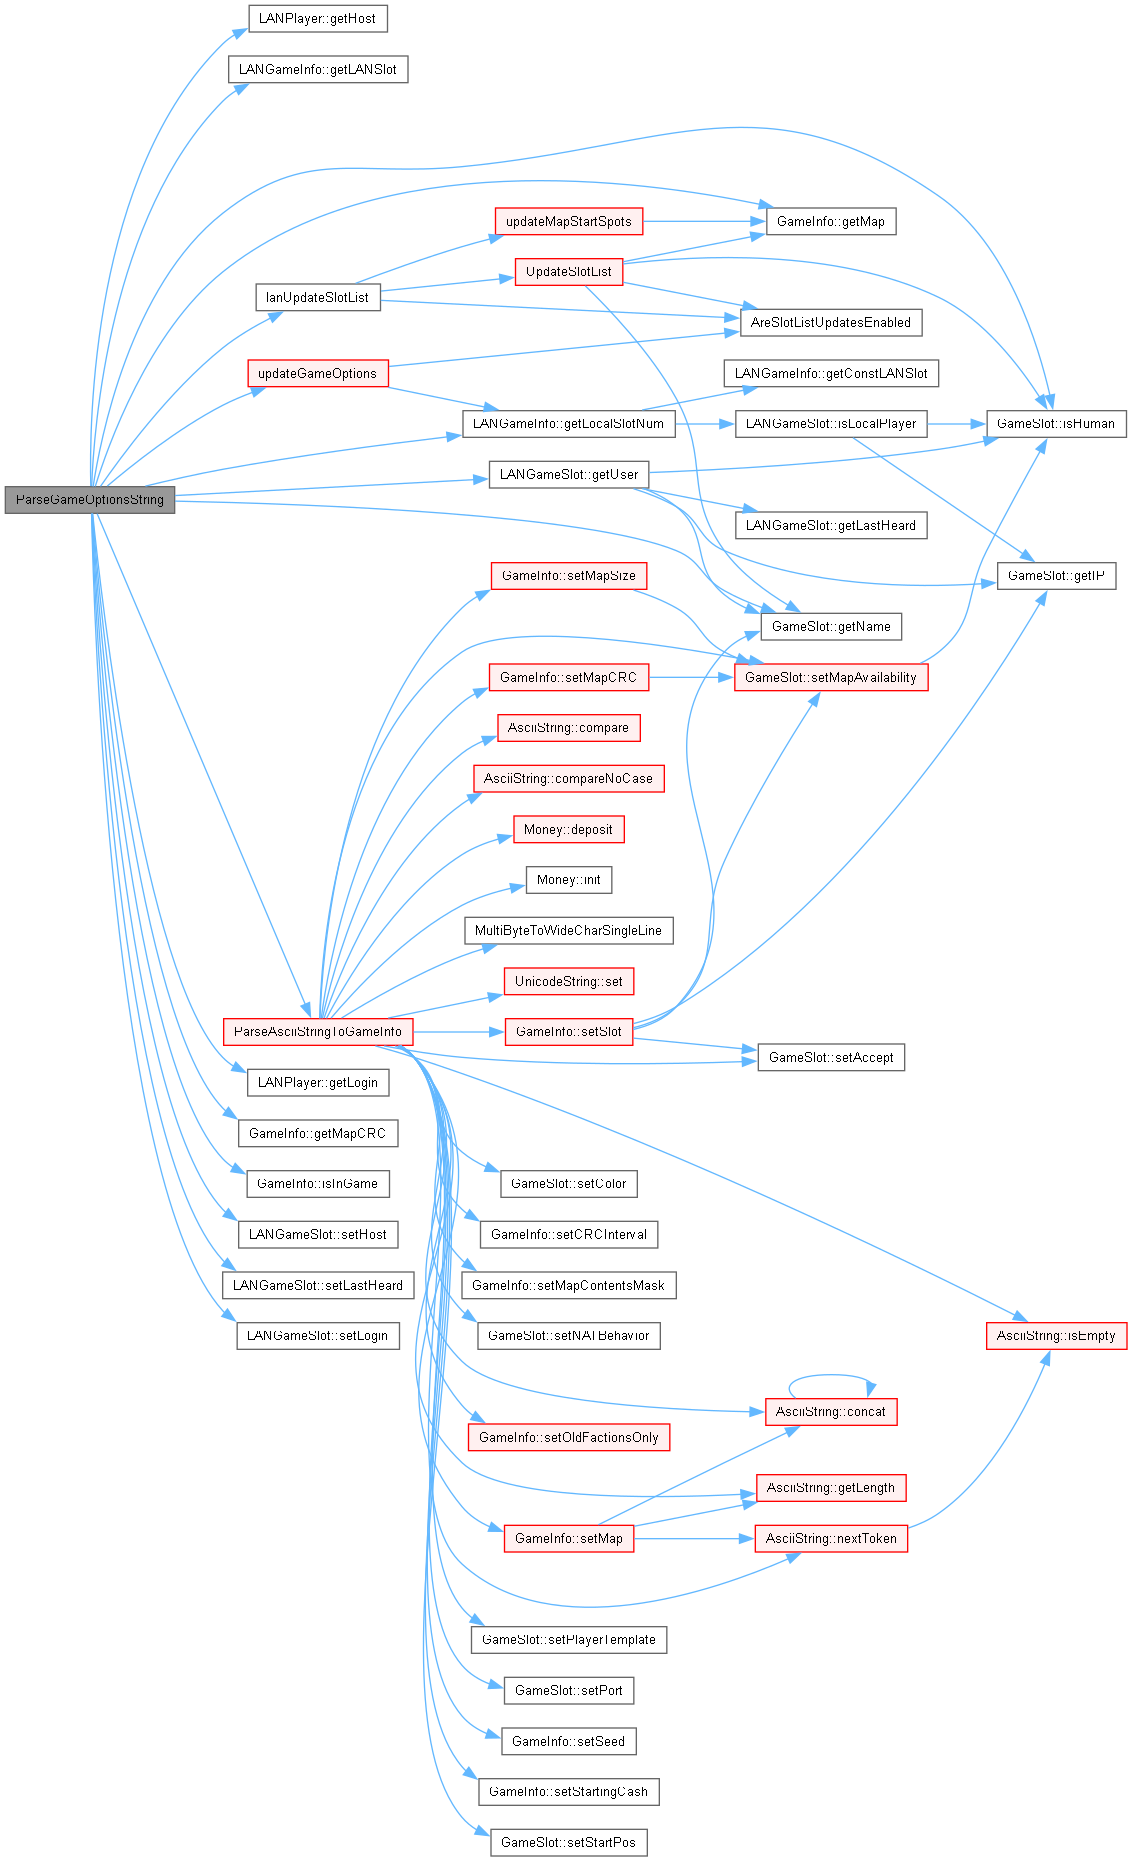 LANPlayer::getHost
LANGameInfo::getLANSlot
updateMapStartSpots
GameInfo::getMap
UpdateSlotList
lanUpdateSlotList
AreSlotListUpdatesEnabled
updateGameOptions
LANGameInfo::getConstLANSlot
LANGameInfo::getLocalSlotNum
LANGameSlot::isLocalPlayer
GameSlot::isHuman
LANGameSlot::getUser
ParseGameOptionsString
LANGameSlot::getLastHeard
GameInfo::setMapSize
GameSlot::getIP
GameSlot::getName
GameInfo::setMapCRC
GameSlot::setMapAvailability
AsciiString::compare
AsciiString::compareNoCase
Money::deposit
Money::init
MultiByteToWideCharSingleLine
UnicodeString::set
ParseAsciiStringToGameInfo
GameInfo::setSlot
GameSlot::setAccept
LANPlayer::getLogin
GameInfo::getMapCRC
GameInfo::isInGame
GameSlot::setColor
LANGameSlot::setHost
GameInfo::setCRCInterval
LANGameSlot::setLastHeard
GameInfo::setMapContentsMask
LANGameSlot::setLogin
GameSlot::setNATBehavior
AsciiString::isEmpty
AsciiString::concat
GameInfo::setOldFactionsOnly
AsciiString::getLength
GameInfo::setMap
AsciiString::nextToken
GameSlot::setPlayerTemplate
GameSlot::setPort
GameInfo::setSeed
GameInfo::setStartingCash
GameSlot::setStartPos